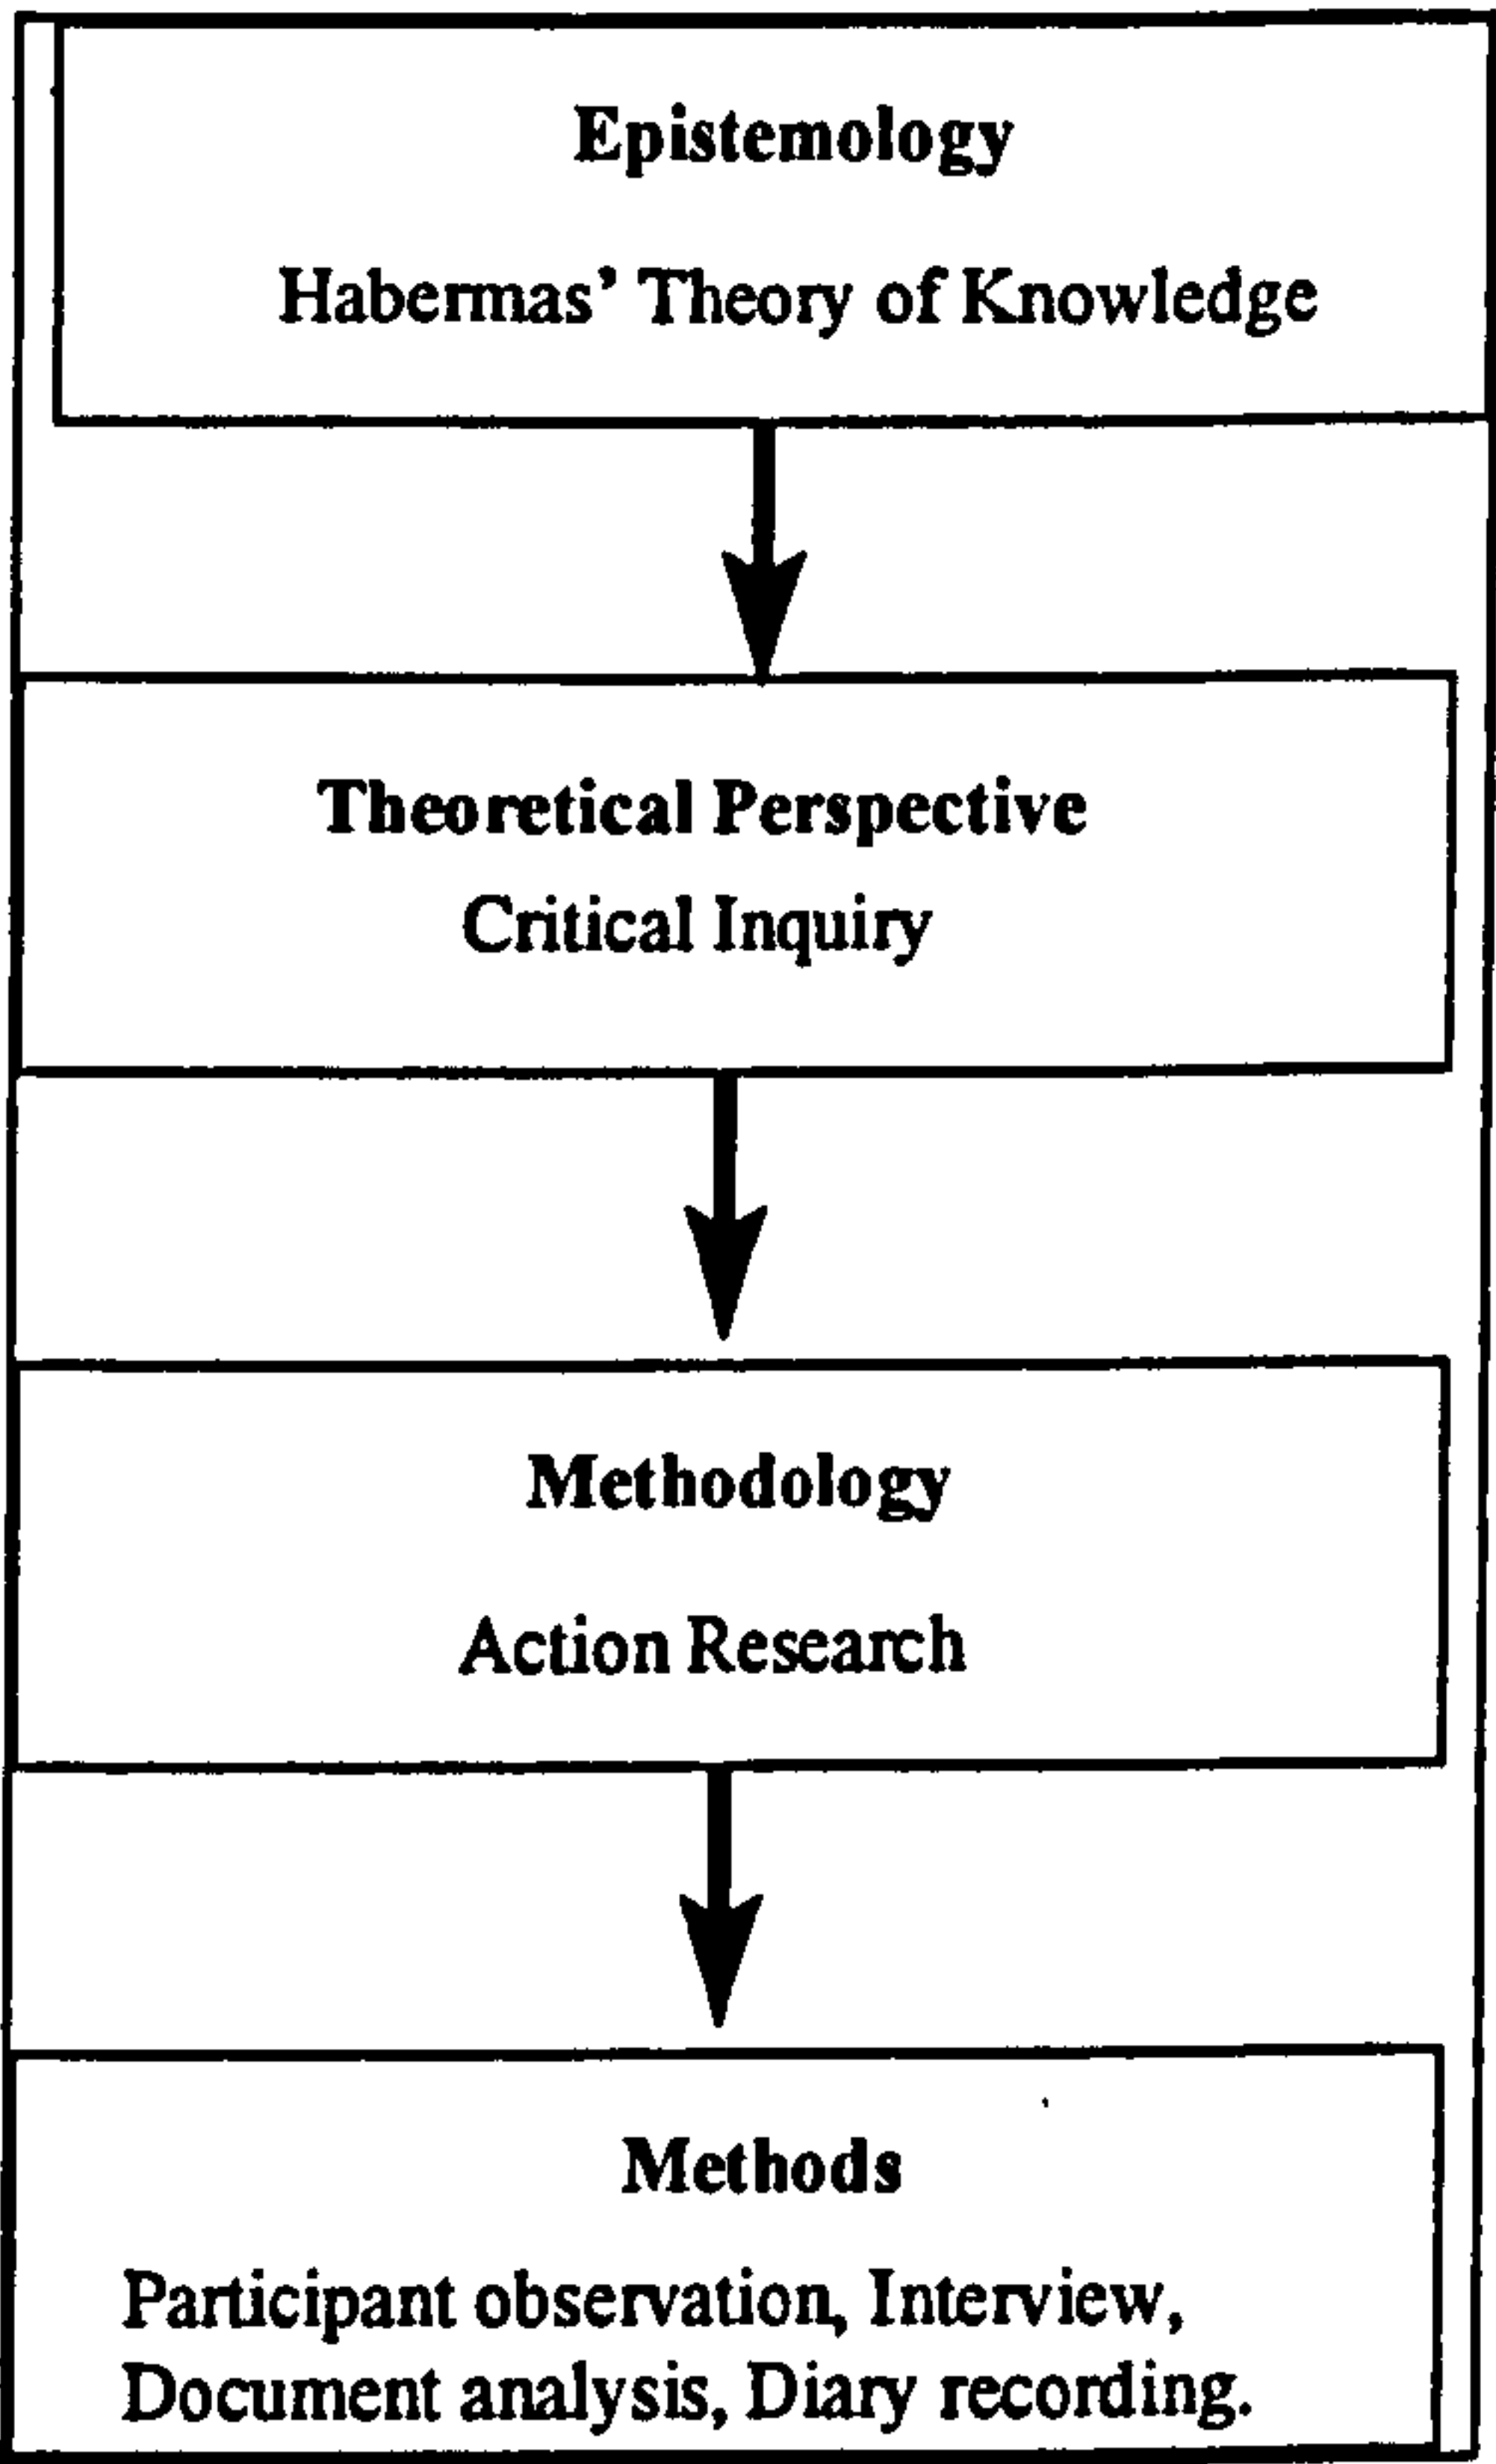 Epistemology
Habermas’ Theory of Knowledge
Theoretical Perspective
Critical Inquiry
Methodology
Action Research
Methods
Participant observation, Interview,
Document analysis, Diary recording.